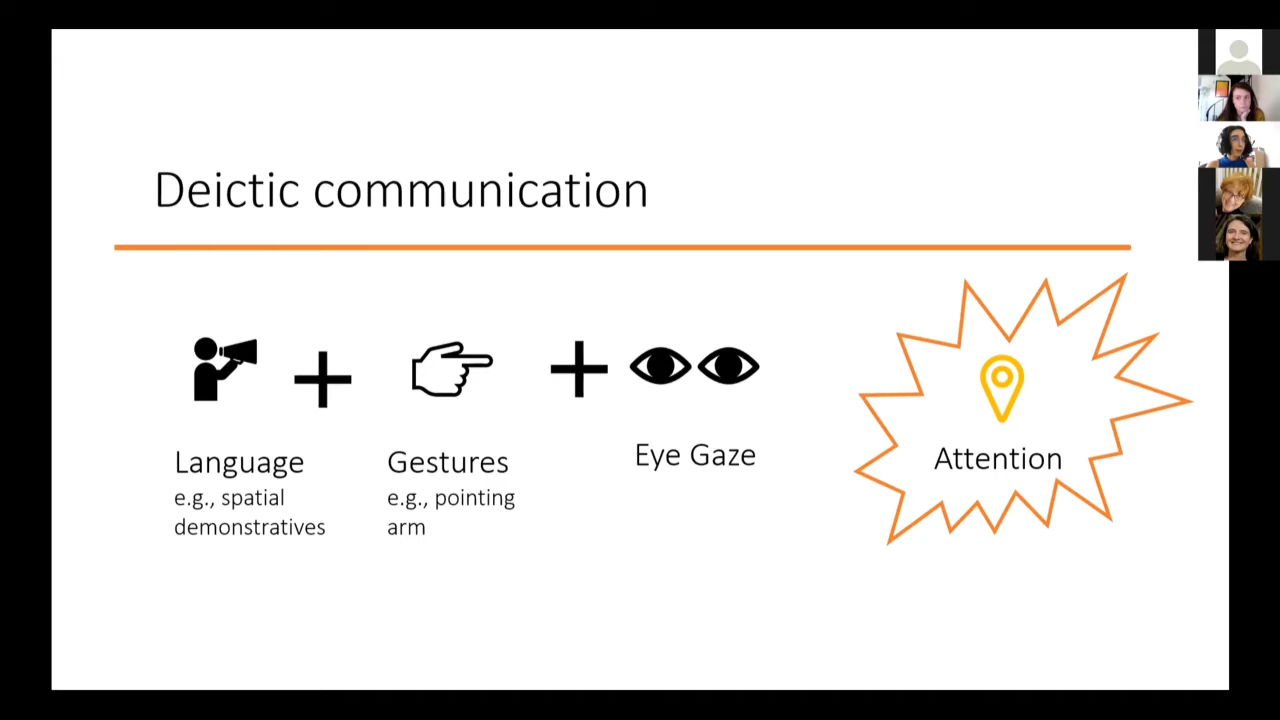 Deictic communication
Language
e.g., spatial
demonstratives
Gestures
e.g., pointing
arm
Eye Gaze
Attention